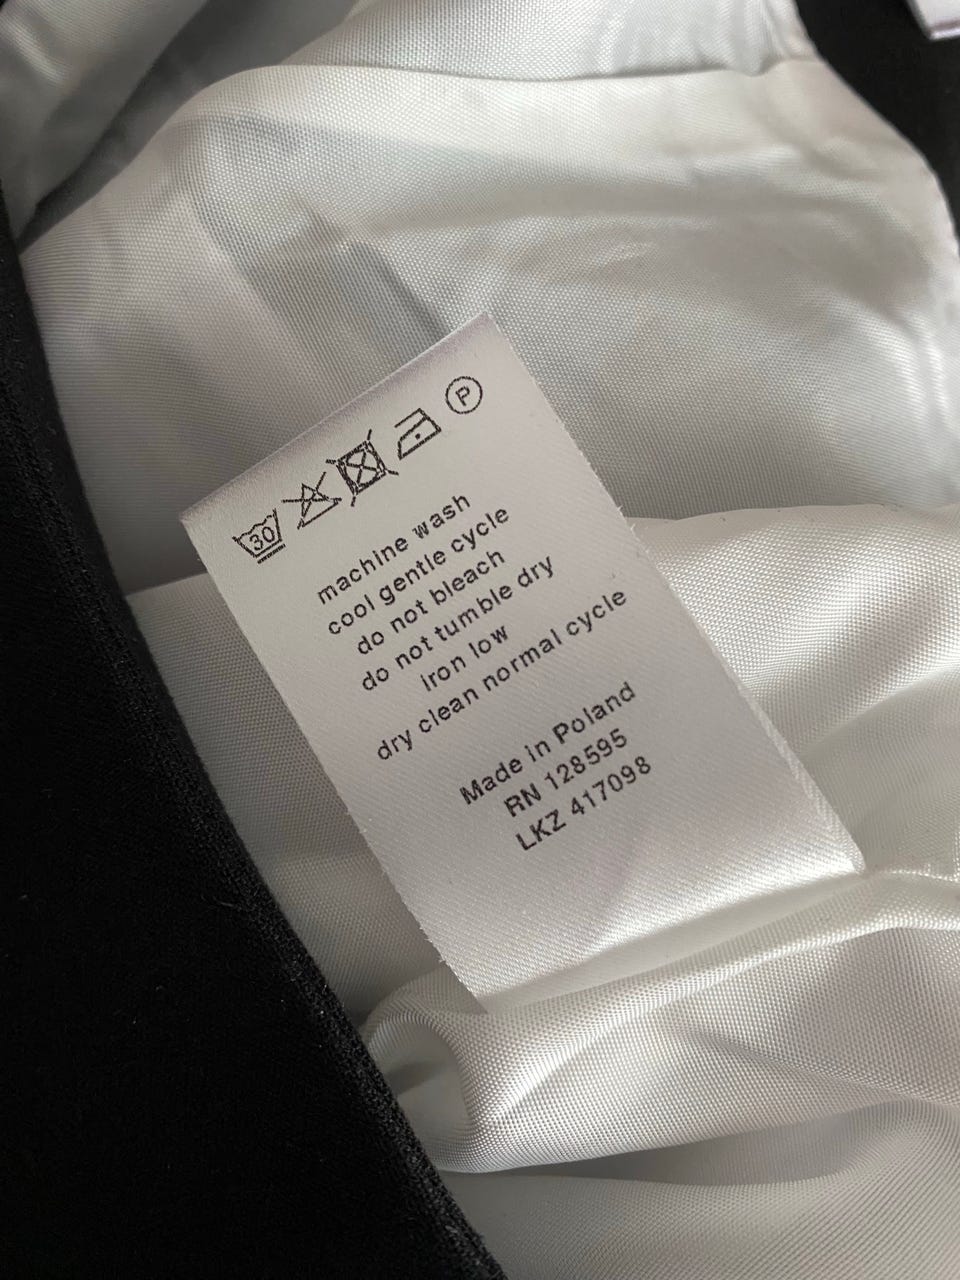 30 P
machine wash
cool gentle cycle
do not bleach
do not tumble dry
iron low
dry clean normal cycle
Made in Poland
RN 128595
LKZ 417098